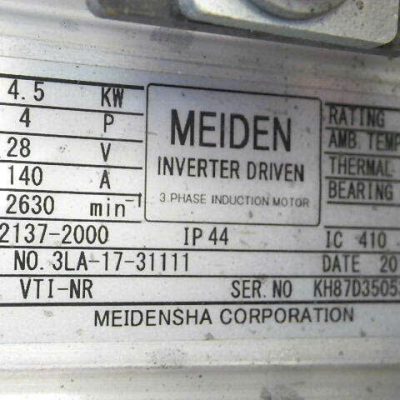 4.5 KW
4 P
28 V
140 A
2630 min⁻¹
MEIDEN
INVERTER DRIVEN
3 PHASE INDUCTION MOTOR
RATING
AMB. TEMP
THERMAL
BEARING
2137-2000 IP 44 IC 410
NO. 3LA-17-31111 DATE 20
VTI-NR SER. NO KH87D3505
MEIDENSHA CORPORATION